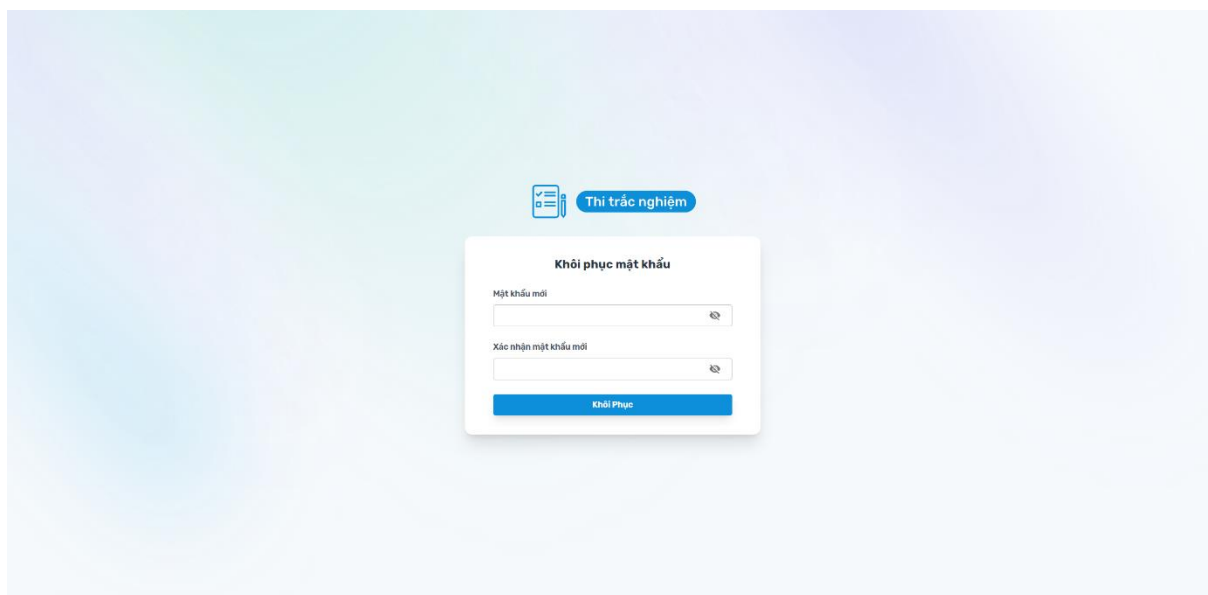 Thi trắc nghiệm
Khôi phục mật khẩu
Mật khẩu mới
Xác nhận mật khẩu mới
Khôi Phục